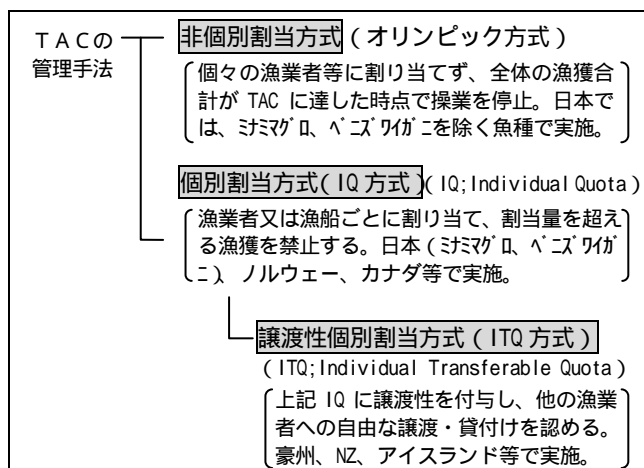 TACの
管理手法
非個別割当方式(オリンピック方式)
個々の漁業者等に割り当てず、全体の漁獲合
計が TAC に達した時点で操業を停止。日本で
は、ミナミマグロ、ベニズワイガニを除く魚種で実施。
個別割当方式(IQ 方式)(IQ;Individual Quota)
漁業者又は漁船ごとに割り当て、割当量を超え
る漁獲を禁止する。日本(ミナミマグロ、ベニズワイガ
ニ)、ノルウェー、カナダ等で実施。
譲渡性個別割当方式(ITQ 方式)
(ITQ;Individual Transferable Quota)
上記 IQ に譲渡性を付与し、他の漁業
者への自由な譲渡・貸付けを認める。
豪州、NZ、アイスランド等で実施。